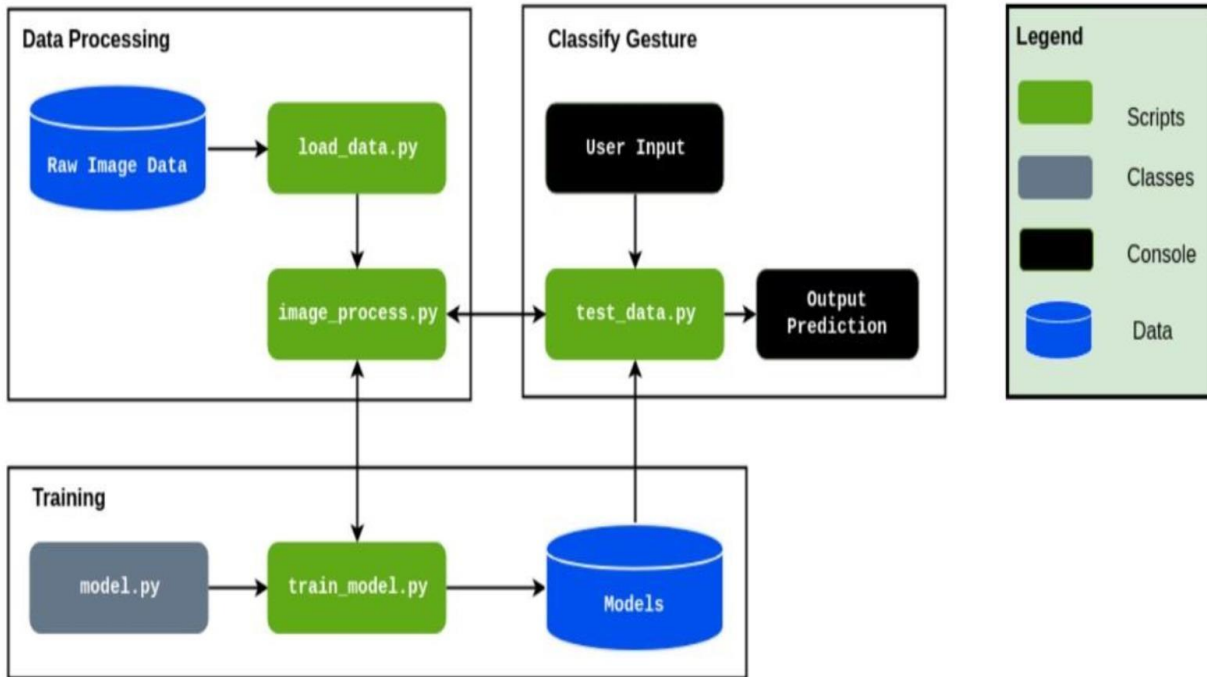 Data Processing
Raw Image Data
load_data.py
image_process.py
Classify Gesture
User Input
test_data.py
Output
Prediction
Training
model.py
train_model.py
Models
Legend
Scripts
Classes
Console
Data